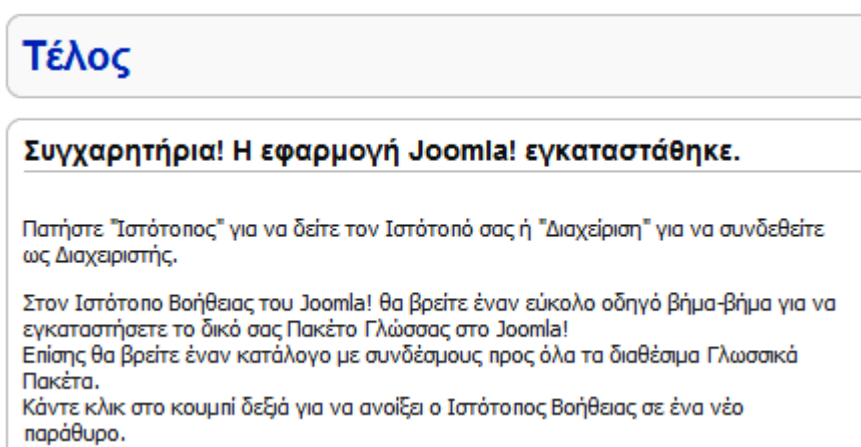 Τέλος
Συγχαρητήρια! Η εφαρμογή Joomla! εγκαταστάθηκε.
Πατήστε "Ιστότοπος" για να δείτε τον Ιστότοπό σας ή "Διαχείριση" για να συνδεθείτε
ως Διαχειριστής.
Στον Ιστότοπο Βοήθειας του Joomla! θα βρείτε έναν εύκολο οδηγό βήμα-βήμα για να
εγκαταστήσετε το δικό σας Πακέτο Γλώσσας στο Joomla!
Επίσης θα βρείτε έναν κατάλογο με συνδέσμους προς όλα τα διαθέσιμα Γλωσσικά
Πακέτα.
Κάντε κλικ στο κουμπί δεξιά για να ανοίξει ο Ιστότοπος Βοήθειας σε ένα νέο
παράθυρο.